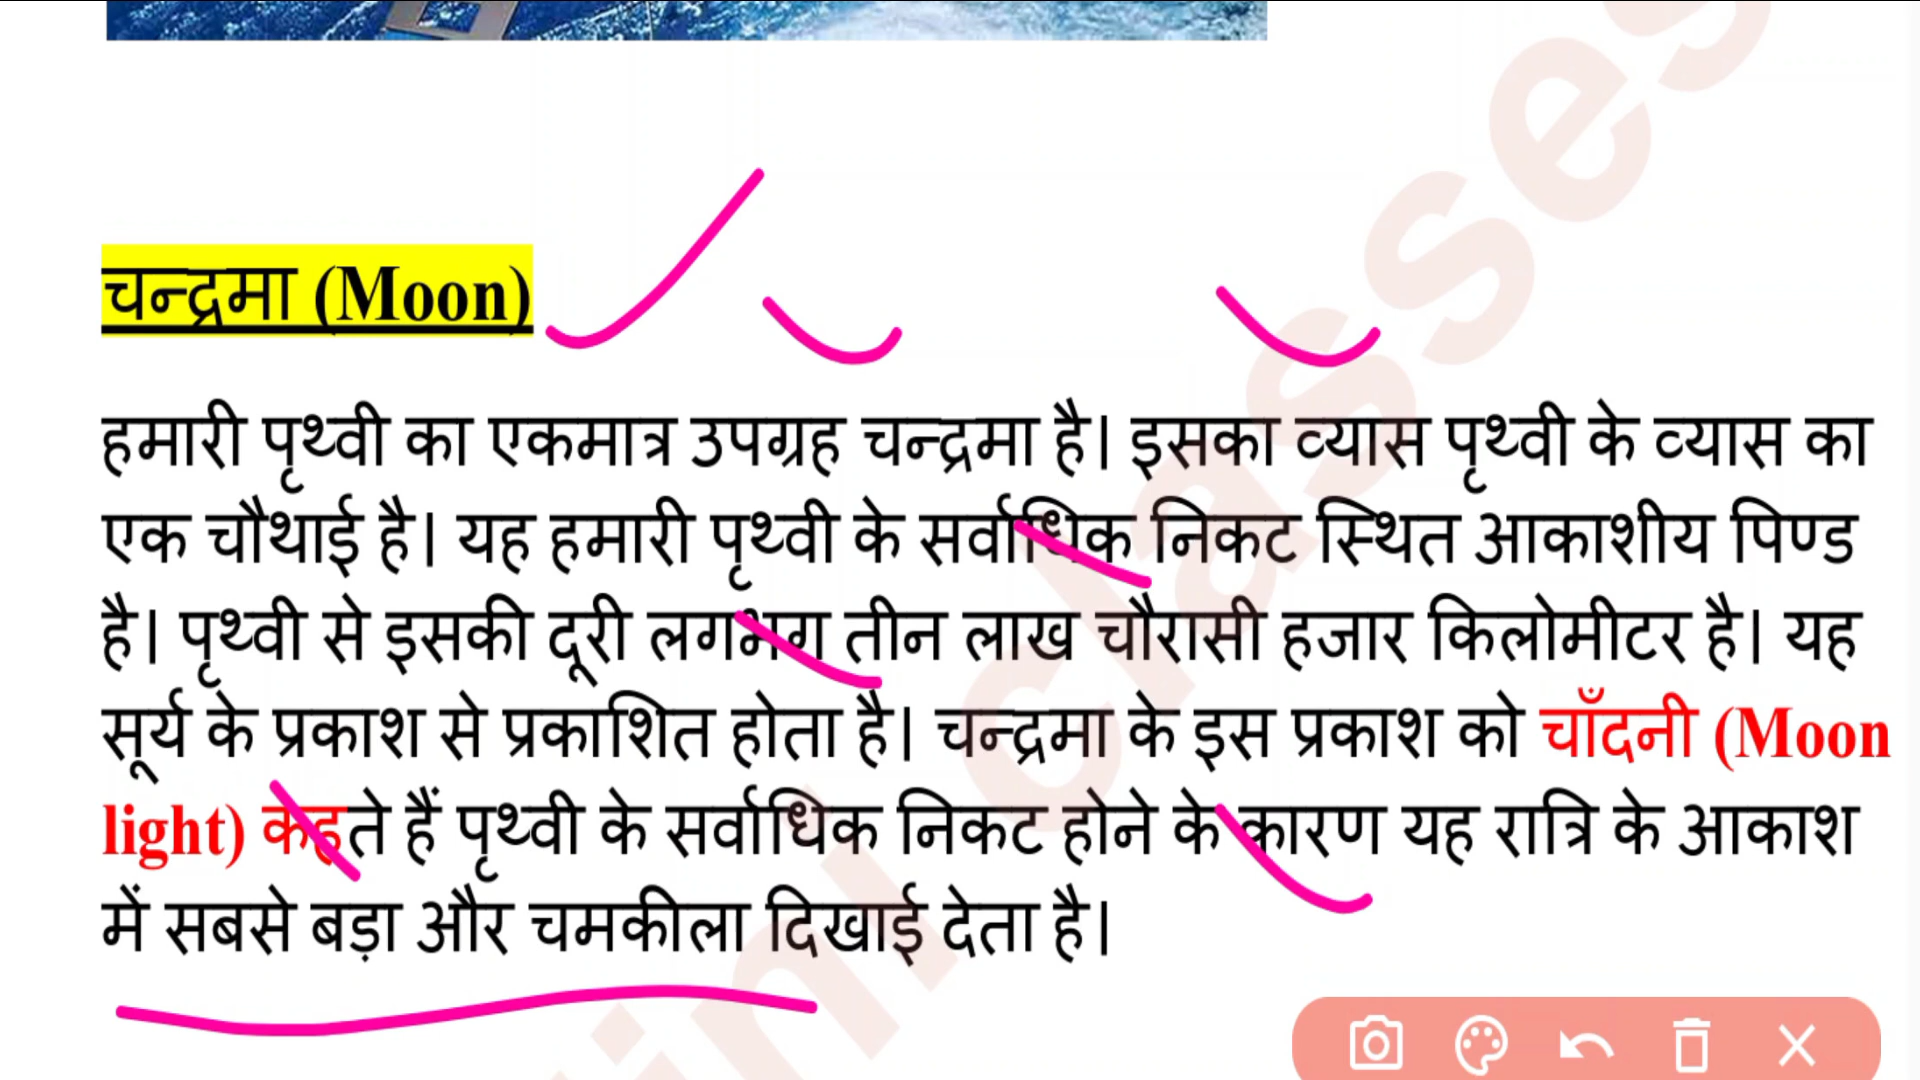 चन्द्रमा (Moon)
हमारी पृथ्वी का एकमात्र उपग्रह चन्द्रमा है। इसका व्यास पृथ्वी के व्यास का
एक चौथाई है। यह हमारी पृथ्वी के सर्वाधिक निकट स्थित आकाशीय पिण्ड
है। पृथ्वी से इसकी दूरी लगभग तीन लाख चौरासी हजार किलोमीटर है। यह
सूर्य के प्रकाश से प्रकाशित होता है। चन्द्रमा के इस प्रकाश को चाँदनी (Moon
light) कहते हैं पृथ्वी के सर्वाधिक निकट होने के कारण यह रात्रि के आकाश
में सबसे बड़ा और चमकीला दिखाई देता है।
classes